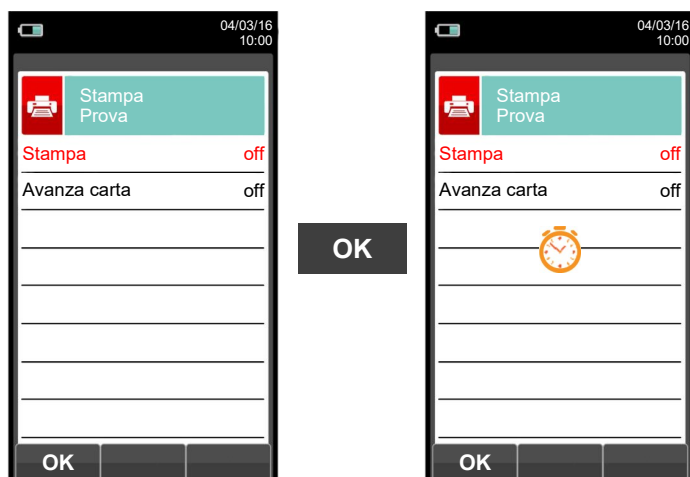 04/03/16
10:00
Stampa
Prova
Stampa off
Avanza carta off
OK
OK
04/03/16
10:00
Stampa
Prova
Stampa off
Avanza carta off
OK